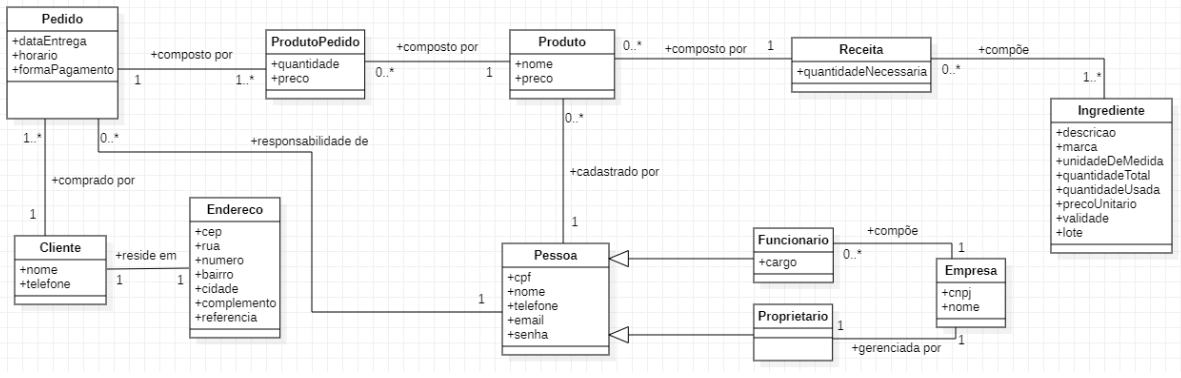 Pedido
+dataEntrega
+horario
+formaPagamento
+composto por
1
1..*
ProdutoPedido
+quantidade
+preco
+composto por
0..*
1
Produto
+nome
+preco
0..*
+composto por
1
Receita
+quantidadeNecessaria
+compõe
0..*
1..*
Ingrediente
+descricao
+marca
+unidadeDeMedida
+quantidadeTotal
+quantidadeUsada
+precoUnitario
+validade
+lote
1..*
0..*
+responsabilidade de
1
+comprado por
1
0..*
+cadastrado por
1
Cliente
+nome
+telefone
+reside em
1
1
Endereco
+cep
+rua
+numero
+bairro
+cidade
+complemento
+referencia
Pessoa
+cpf
+nome
+telefone
+email
+senha
Funcionario
+cargo
+compõe
0..*
1
Empresa
+cnpj
+nome
Proprietario
1
+gerenciada por
1